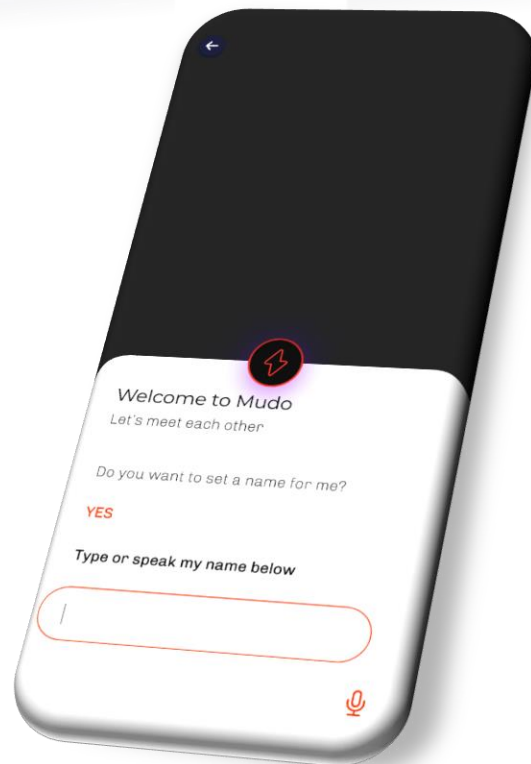 Welcome to Mudo
Let's meet each other
Do you want to set a name for me?
YES
Type or speak my name below